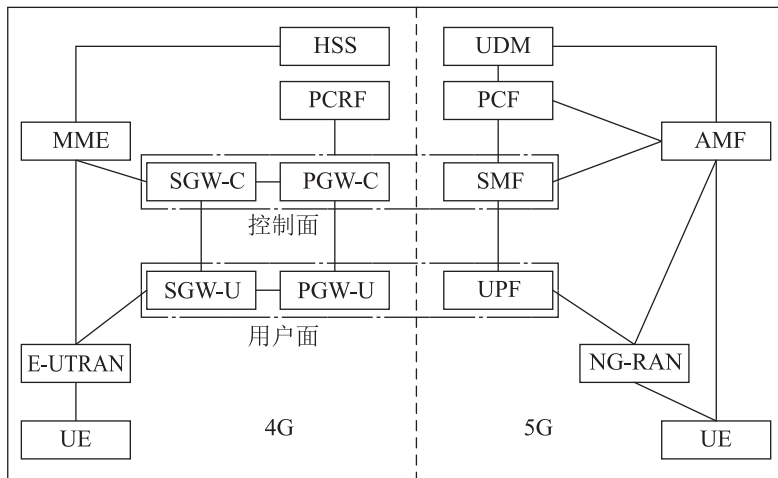 HSS
UDM
PCRF
PCF
MME
AMF
SGW-C
PGW-C
SMF
控制面
SGW-U
PGW-U
UPF
用户面
E-UTRAN
NG-RAN
UE
4G
5G
UE